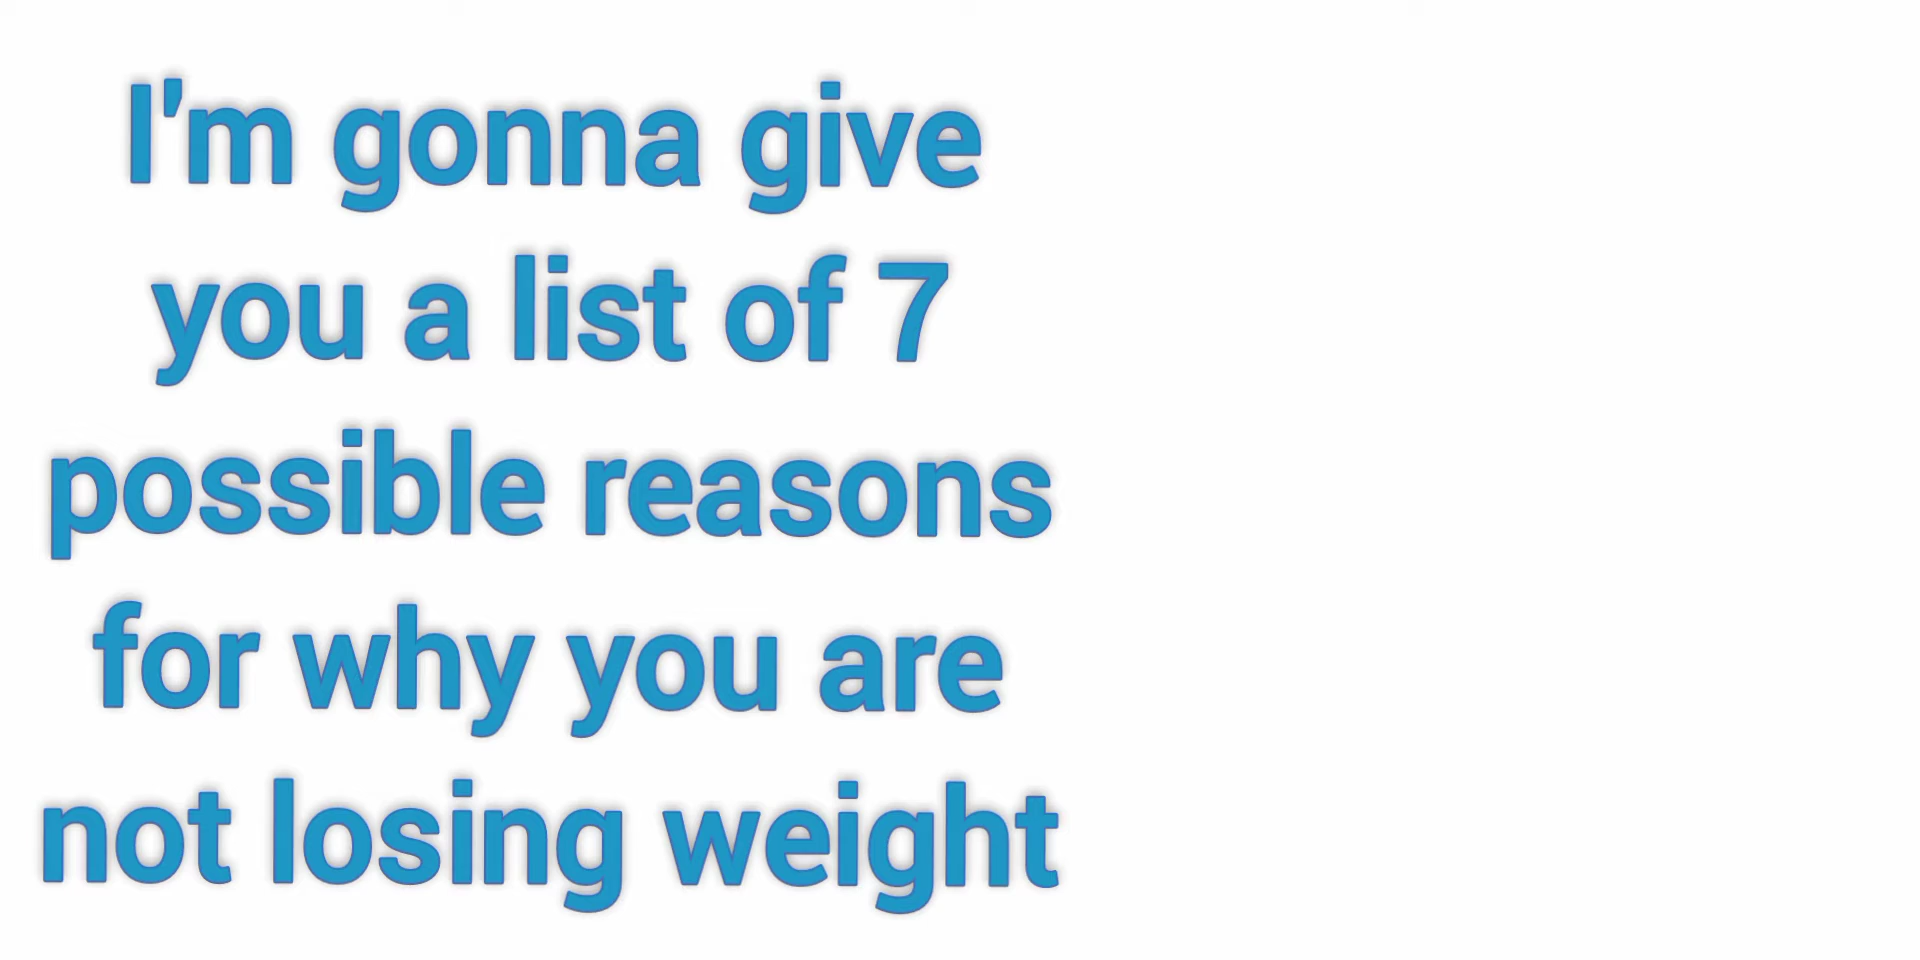 I'm gonna give
you a list of 7
possible reasons
for why you are
not losing weight